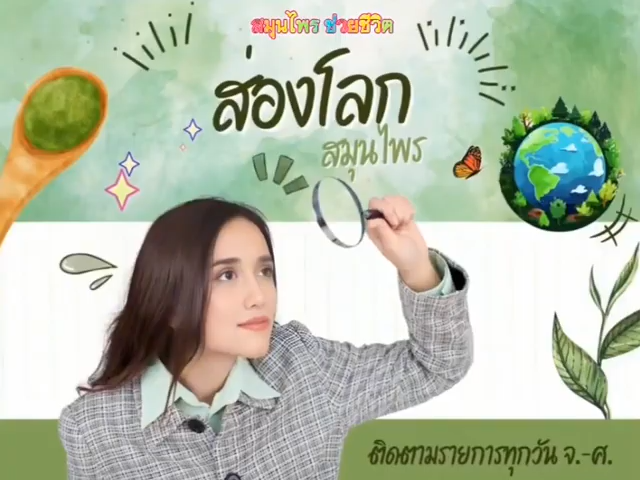 สมุนไพร ช่วยชีวิต
ส่องโลก
สมุนไพร
ติดตามรายการทุกวัน จ.-ศ.